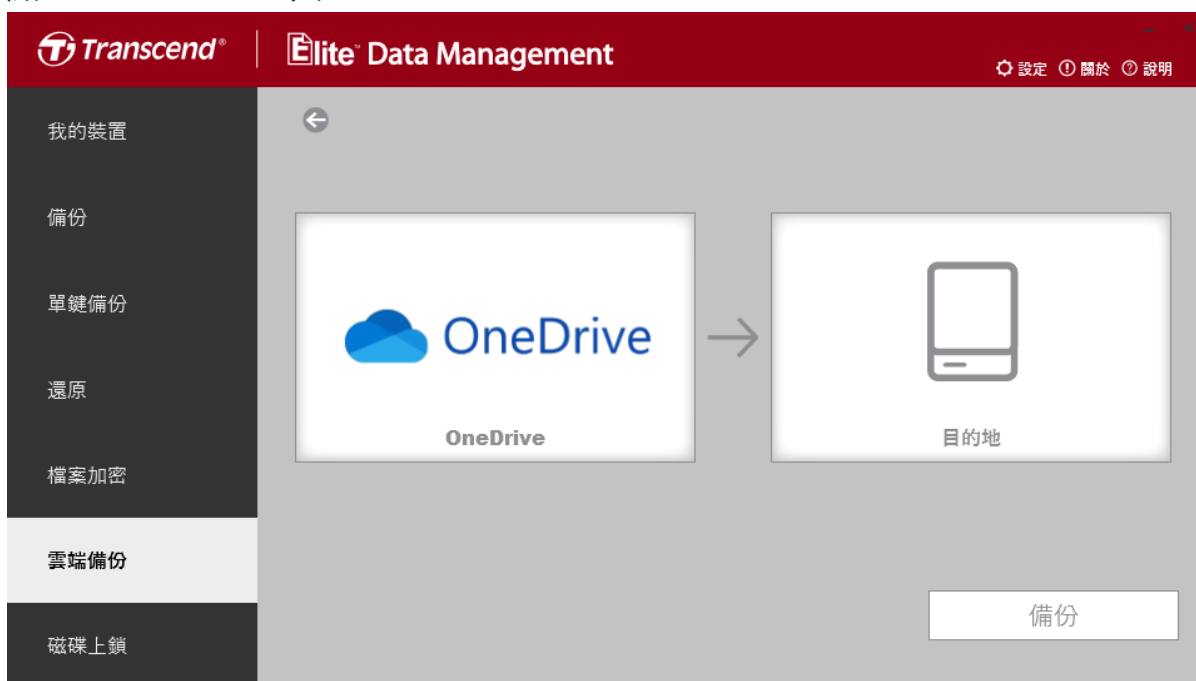 Transcend®
Elite™ Data Management
設定 關於 說明
我的裝置
備份
單鍵備份
還原
檔案加密
雲端備份
磁碟上鎖
OneDrive
OneDrive
目的地
備份